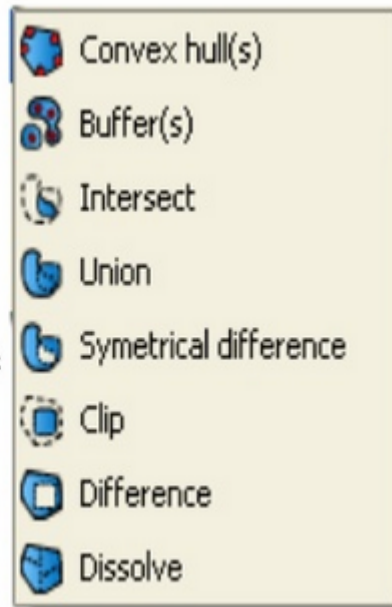 Convex hull(s)
Buffer(s)
Intersect
Union
Symetrical difference
Clip
Difference
Dissolve